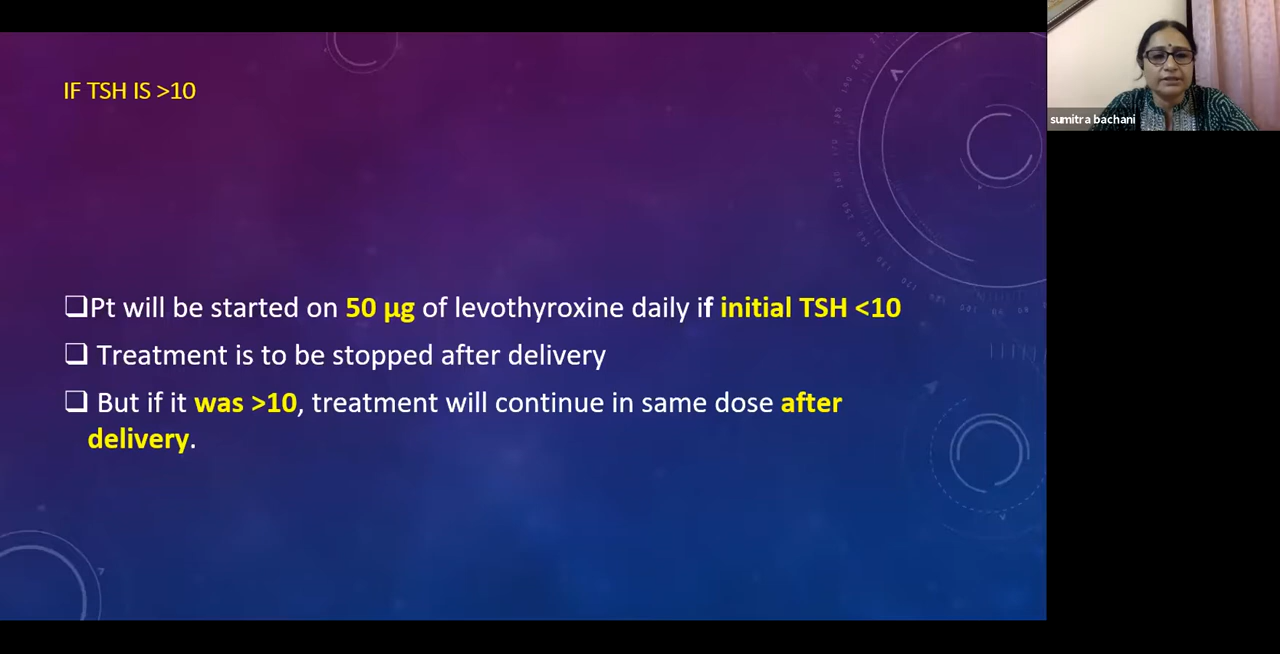 IF TSH IS >10
sumitra bachani
❑Pt will be started on 50 µg of levothyroxine daily if initial TSH <10
❑ Treatment is to be stopped after delivery
❑ But if it was >10, treatment will continue in same dose after
delivery.